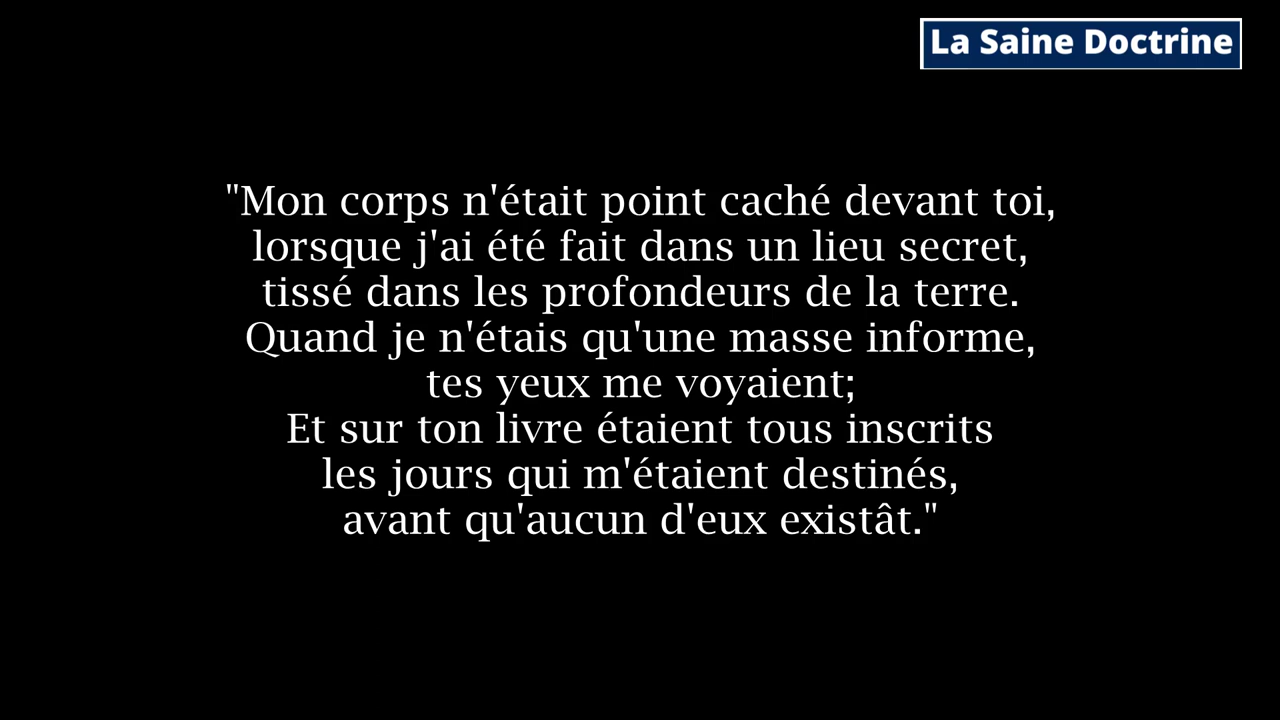 La Saine Doctrine
"Mon corps n'était point caché devant toi,
lorsque j'ai été fait dans un lieu secret,
tissé dans les profondeurs de la terre.
Quand je n'étais qu'une masse informe,
tes yeux me voyaient;
Et sur ton livre étaient tous inscrits
les jours qui m'étaient destinés,
avant qu'aucun d'eux existât."